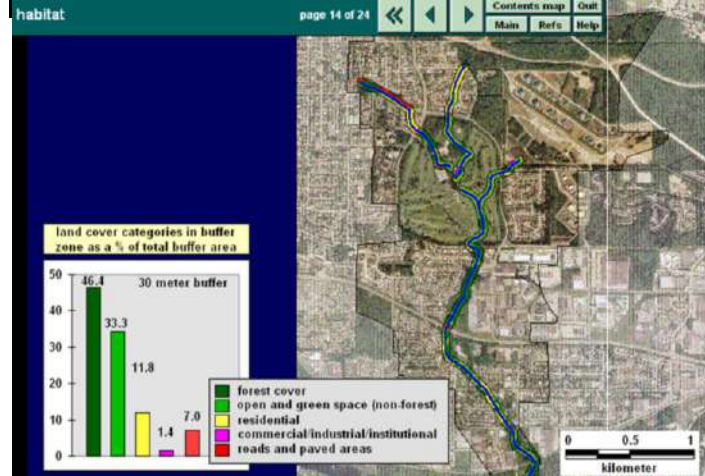 habitat
page 14 of 24
Contents map
Quit
Main
Refs
Help
land cover categories in buffer
zone as a % of total buffer area
30 meter buffer
50
40
30
20
10
0
46.4
33.3
11.8
1.4
7.0
forest cover
open and green space (non-forest)
residential
commercial/industrial/institutional
roads and paved areas
0 0.5 1
kilometer